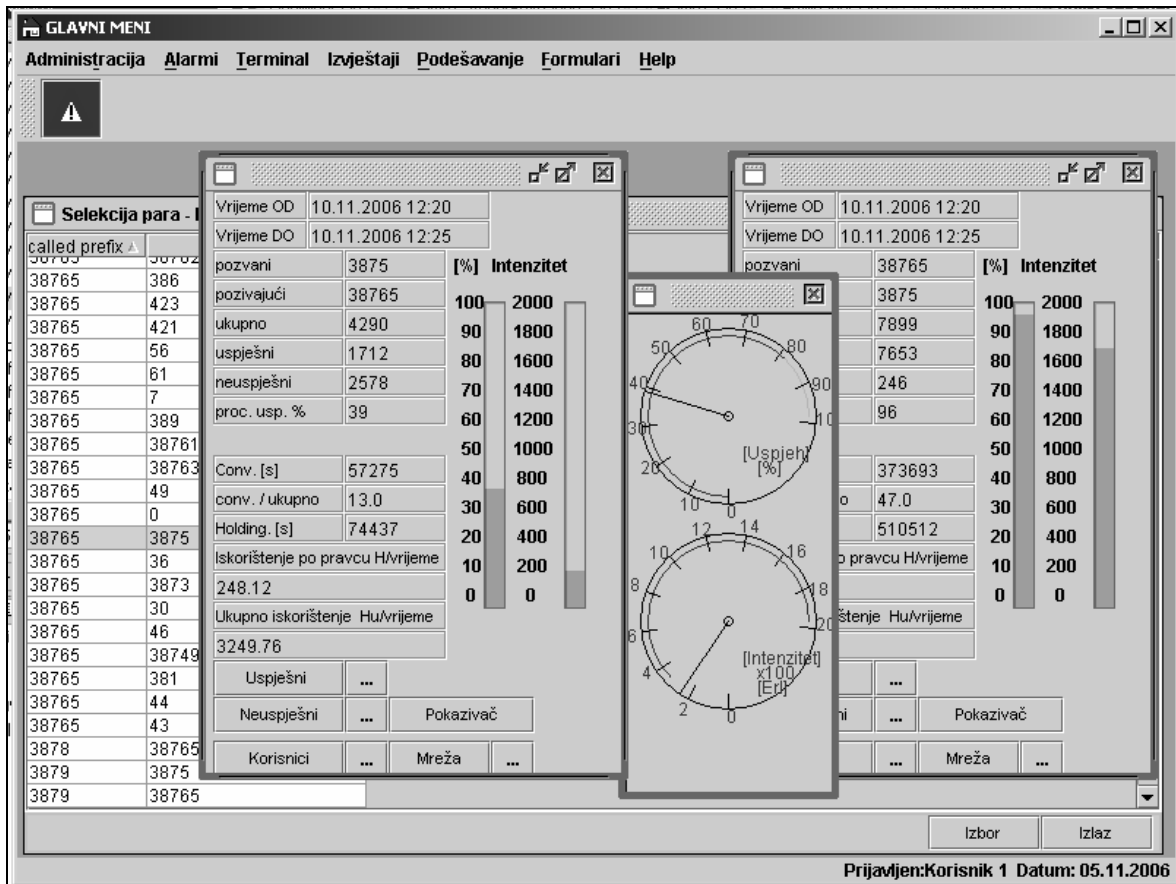 GLAVNI MENI
Administracija Alarmi Terminal Izvještaji Podešavanje Formulari Help
Selekcija para -
called prefix
38765 386
38765 423
38765 421
38765 56
38765 61
38765 7
38765 389
38765 38761
38765 38763
38765 49
38765 0
38765 3875
38765 36
38765 3873
38765 30
38765 46
38765 38749
38765 381
38765 44
38765 43
3878 38765
3879 3875
3879 38765
Vrijeme OD 10.11.2006 12:20
Vrijeme DO 10.11.2006 12:25
pozvani 3875
pozivajući 38765
ukupno 4290
uspješni 1712
neuspješni 2578
proc. usp. % 39
Conv. [s] 57275
conv. / ukupno 13.0
Holding. [s] 74437
Iskorištenje po pravcu H/vrijeme
248.12
Ukupno iskorištenje Hu/vrijeme
3249.76
Uspješni ...
Neuspješni ... Pokazivač
Korisnici ... Mreža ...
[%] Intenzitet
100 2000
90 1800
80 1600
70 1400
60 1200
50 1000
40 800
30 600
20 400
10 200
0 0
0 10 20 30 40 50 60 70 80 90 10
[Uspjeh]
[%]
0 2 4 6 8 10 12 14 16 18 20
[Intenzitet]
x100
[Erl]
Vrijeme OD 10.11.2006 12:20
Vrijeme DO 10.11.2006 12:25
pozvani 38765
3875
7899
7653
246
96
373693
o 47.0
510512
o pravcu H/vrijeme
štenje Hu/vrijeme
...
ni ... Pokazivač
... Mreža ...
[%] Intenzitet
100 2000
90 1800
80 1600
70 1400
60 1200
50 1000
40 800
30 600
20 400
10 200
0 0
Izbor Izlaz
Prijavljen:Korisnik 1 Datum: 05.11.2006